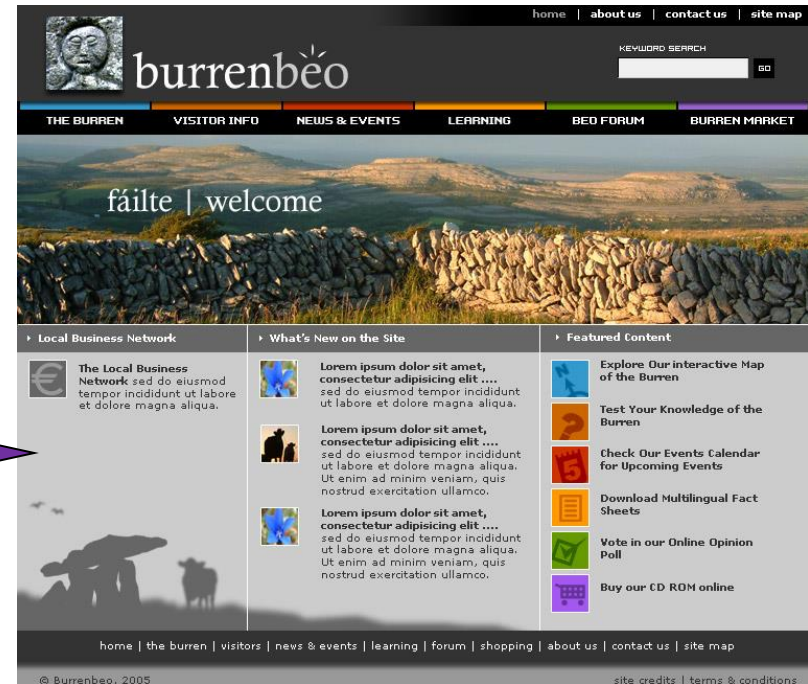 home | about us | contact us | site map
burrenbeo
KEYWORD SEARCH
GO
THE BURREN VISITOR INFO NEWS & EVENTS LEARNING BEO FORUM BURREN MARKET
fáilte | welcome
Local Business Network
The Local Business
Network sed do eiusmod
tempor incididunt ut labore
et dolore magna aliqua.
What's New on the Site
Lorem ipsum dolor sit amet,
consectetur adipisicing elit ....
sed do eiusmod tempor incididunt
ut labore et dolore magna aliqua.
Lorem ipsum dolor sit amet,
consectetur adipisicing elit ....
sed do eiusmod tempor incididunt
ut labore et dolore magna aliqua.
Ut enim ad minim veniam, quis
nostrud exercitation ullamco.
Lorem ipsum dolor sit amet,
consectetur adipisicing elit ....
sed do eiusmod tempor incididunt
ut labore et dolore magna aliqua.
Ut enim ad minim veniam, quis
nostrud exercitation ullamco.
Featured Content
N
Explore Our interactive Map
of the Burren
?
Test Your Knowledge of the
Burren
5
Check Our Events Calendar
for Upcoming Events
Download Multilingual Fact
Sheets
Vote in our Online Opinion
Poll
Buy our CD ROM online
home | the burren | visitors | news & events | learning | forum | shopping | about us | contact us | site map
© Burrenbeo, 2005
site credits | terms & conditions